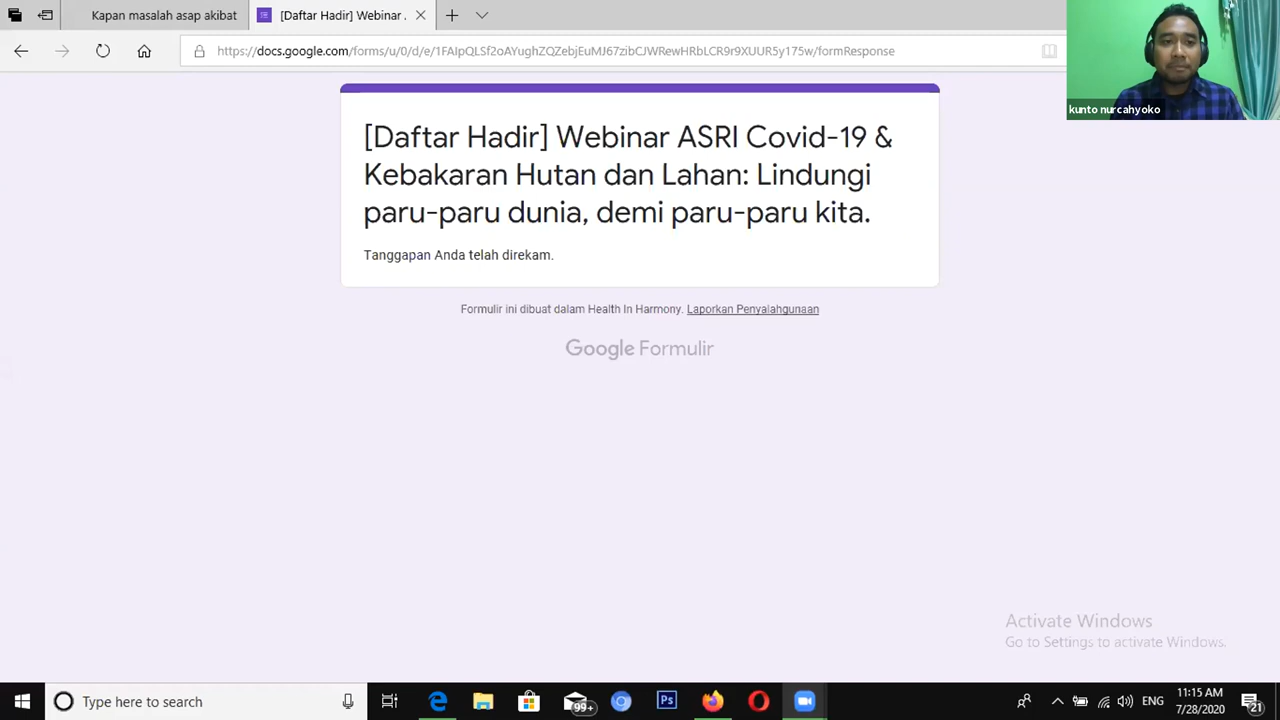 Kapan masalah asap akibat
[Daftar Hadir] Webinar .
https://docs.google.com/forms/u/0/d/e/1FAIpQLSf2oAYughZQZebjEuMJ67zibCJWRewHRbLCR9r9XUUR5y175w/formResponse
kunto nurcahyoko
[Daftar Hadir] Webinar ASRI Covid-19 &
Kebakaran Hutan dan Lahan: Lindungi
paru-paru dunia, demi paru-paru kita.
Tanggapan Anda telah direkam.
Formulir ini dibuat dalam Health In Harmony. Laporkan Penyalahgunaan
Google Formulir
Activate Windows
Go to Settings to activate Windows.
Type here to search
99+
Ps
ENG
11:15 AM
7/28/2020
21